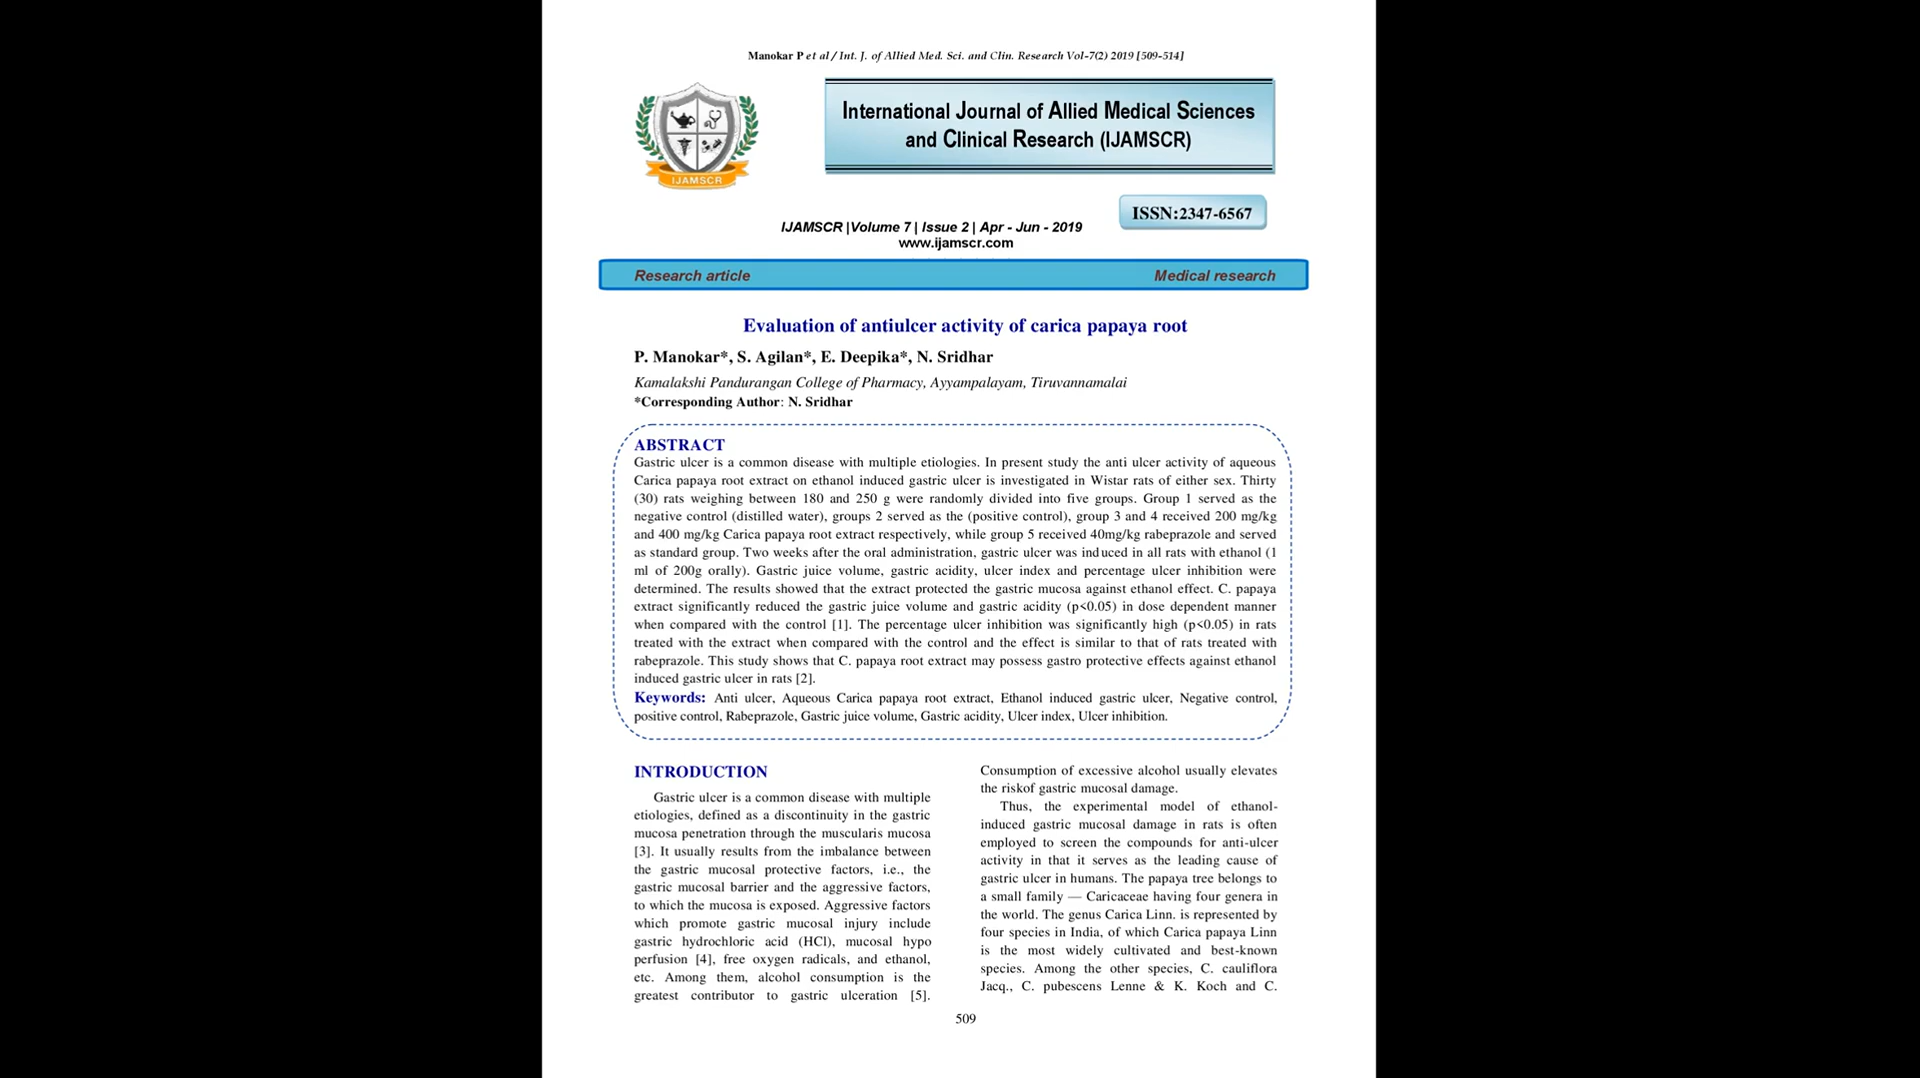 Manokar P et al / Int. J. of Allied Med. Sci. and Clin. Research Vol-7(2) 2019 [509-514]
IJAMSCR
International Journal of Allied Medical Sciences
and Clinical Research (IJAMSCR)
ISSN:2347-6567
IJAMSCR |Volume 7 | Issue 2 | Apr - Jun - 2019
www.ijamscr.com
Research article
Medical research
Evaluation of antiulcer activity of carica papaya root
P. Manokar*, S. Agilan*, E. Deepika*, N. Sridhar
Kamalakshi Pandurangan College of Pharmacy, Ayyampalayam, Tiruvannamalai
*Corresponding Author: N. Sridhar
ABSTRACT
Gastric ulcer is a common disease with multiple etiologies. In present study the anti ulcer activity of aqueous
Carica papaya root extract on ethanol induced gastric ulcer is investigated in Wistar rats of either sex. Thirty
(30) rats weighing between 180 and 250 g were randomly divided into five groups. Group 1 served as the
negative control (distilled water), groups 2 served as the (positive control), group 3 and 4 received 200 mg/kg
and 400 mg/kg Carica papaya root extract respectively, while group 5 received 40mg/kg rabeprazole and served
as standard group. Two weeks after the oral administration, gastric ulcer was induced in all rats with ethanol (1
ml of 200g orally). Gastric juice volume, gastric acidity, ulcer index and percentage ulcer inhibition were
determined. The results showed that the extract protected the gastric mucosa against ethanol effect. C. papaya
extract significantly reduced the gastric juice volume and gastric acidity (p<0.05) in dose dependent manner
when compared with the control [1]. The percentage ulcer inhibition was significantly high (p<0.05) in rats
treated with the extract when compared with the control and the effect is similar to that of rats treated with
rabeprazole. This study shows that C. papaya root extract may possess gastro protective effects against ethanol
induced gastric ulcer in rats [2].
Keywords: Anti ulcer, Aqueous Carica papaya root extract, Ethanol induced gastric ulcer, Negative control,
positive control, Rabeprazole, Gastric juice volume, Gastric acidity, Ulcer index, Ulcer inhibition.
INTRODUCTION
Gastric ulcer is a common disease with multiple
etiologies, defined as a discontinuity in the gastric
mucosa penetration through the muscularis mucosa
[3]. It usually results from the imbalance between
the gastric mucosal protective factors, i.e., the
gastric mucosal barrier and the aggressive factors,
to which the mucosa is exposed. Aggressive factors
which promote gastric mucosal injury include
gastric hydrochloric acid (HCl), mucosal hypo
perfusion [4], free oxygen radicals, and ethanol,
etc. Among them, alcohol consumption is the
greatest contributor to gastric ulceration [5].
Consumption of excessive alcohol usually elevates
the riskof gastric mucosal damage.
Thus, the experimental model of ethanol-
induced gastric mucosal damage in rats is often
employed to screen the compounds for anti-ulcer
activity in that it serves as the leading cause of
gastric ulcer in humans. The papaya tree belongs to
a small family — Caricaceae having four genera in
the world. The genus Carica Linn. is represented by
four species in India, of which Carica papaya Linn
is the most widely cultivated and best-known
species. Among the other species, C. cauliflora
Jacq., C. pubescens Lenne & K. Koch and C.
509